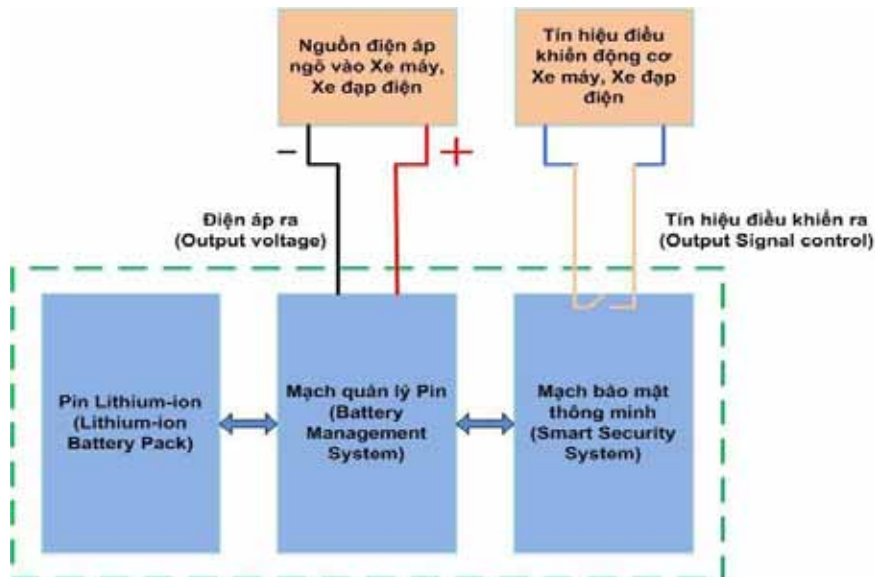 Nguồn điện áp
ngõ vào Xe máy,
Xe đạp điện
Tín hiệu điều
khiển động cơ
Xe máy, Xe đạp
điện
−
+
Điện áp ra
(Output voltage)
Tín hiệu điều khiển ra
(Output Signal control)
Pin Lithium-ion
(Lithium-ion
Battery Pack)
Mạch quản lý Pin
(Battery
Management
System)
Mạch bảo mật
thông minh
(Smart Security
System)